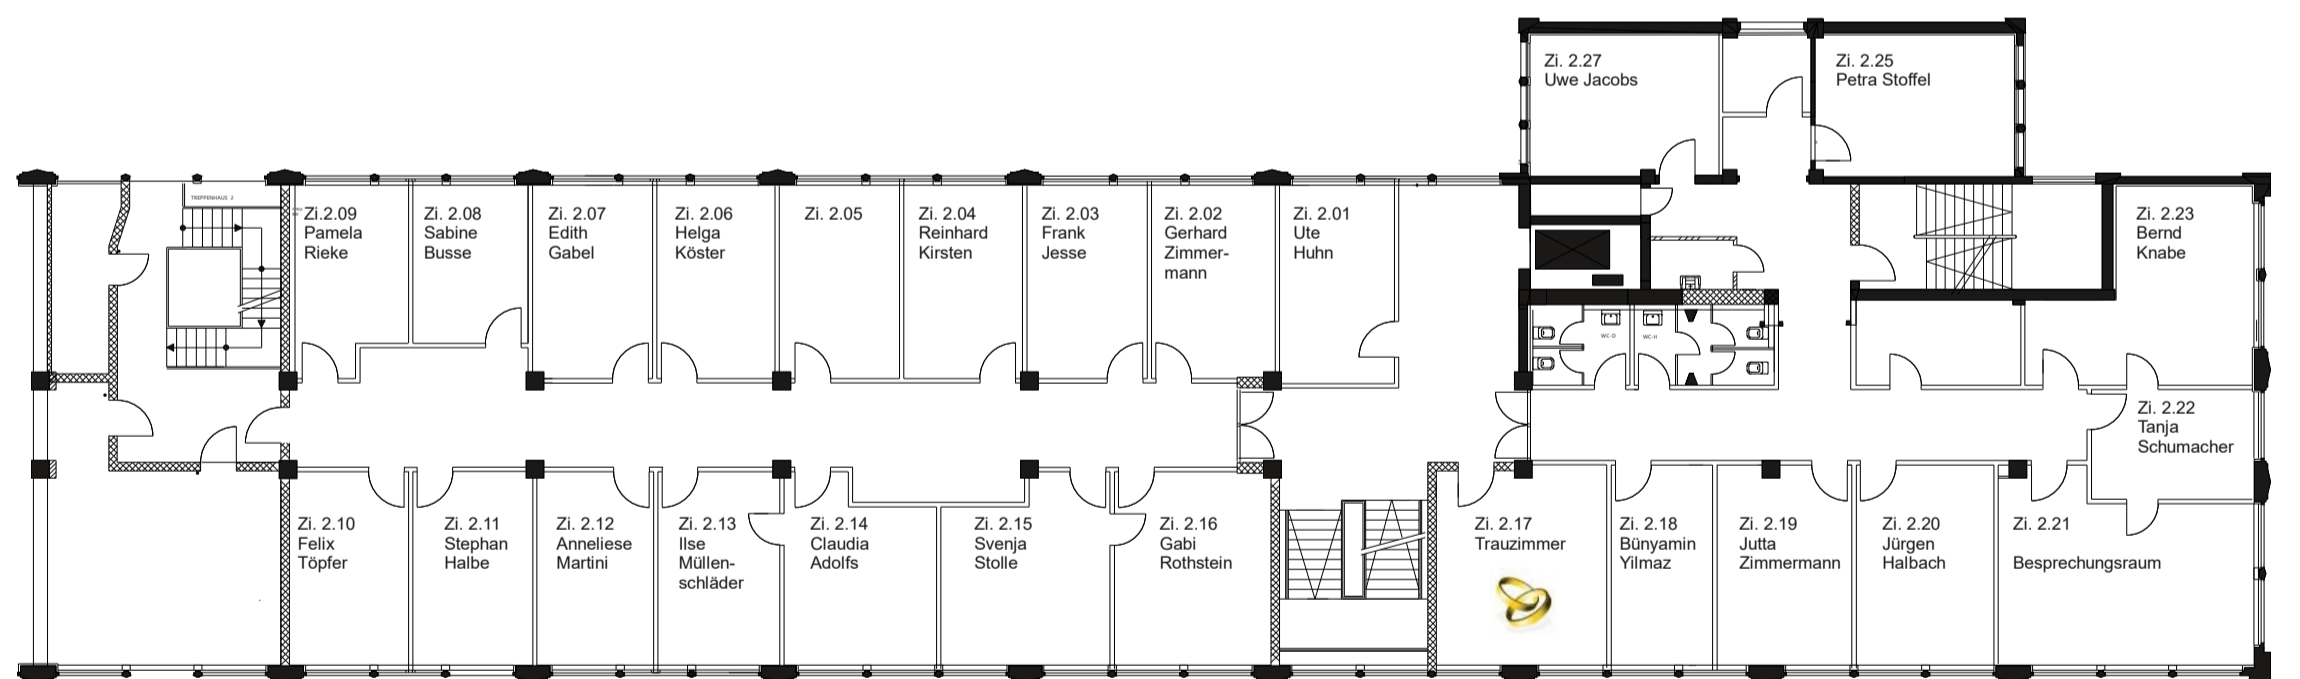 Zi. 2.27
Uwe Jacobs
Zi. 2.25
Petra Stoffel
TREPPENHAUS 2
Zi.2.09
Pamela
Rieke
Zi. 2.08
Sabine
Busse
Zi. 2.07
Edith
Gabel
Zi. 2.06
Helga
Köster
Zi. 2.05
Zi. 2.04
Reinhard
Kirsten
Zi. 2.03
Frank
Jesse
Zi. 2.02
Gerhard
Zimmer-
mann
Zi. 2.01
Ute
Huhn
Zi. 2.23
Bernd
Knabe
WC-D
WC-H
Zi. 2.22
Tanja
Schumacher
Zi. 2.10
Felix
Töpfer
Zi. 2.11
Stephan
Halbe
Zi. 2.12
Anneliese
Martini
Zi. 2.13
Ilse
Müllen-
schläder
Zi. 2.14
Claudia
Adolfs
Zi. 2.15
Svenja
Stolle
Zi. 2.16
Gabi
Rothstein
Zi. 2.17
Trauzimmer
Zi. 2.18
Bünyamin
Yilmaz
Zi. 2.19
Jutta
Zimmermann
Zi. 2.20
Jürgen
Halbach
Zi. 2.21
Besprechungsraum